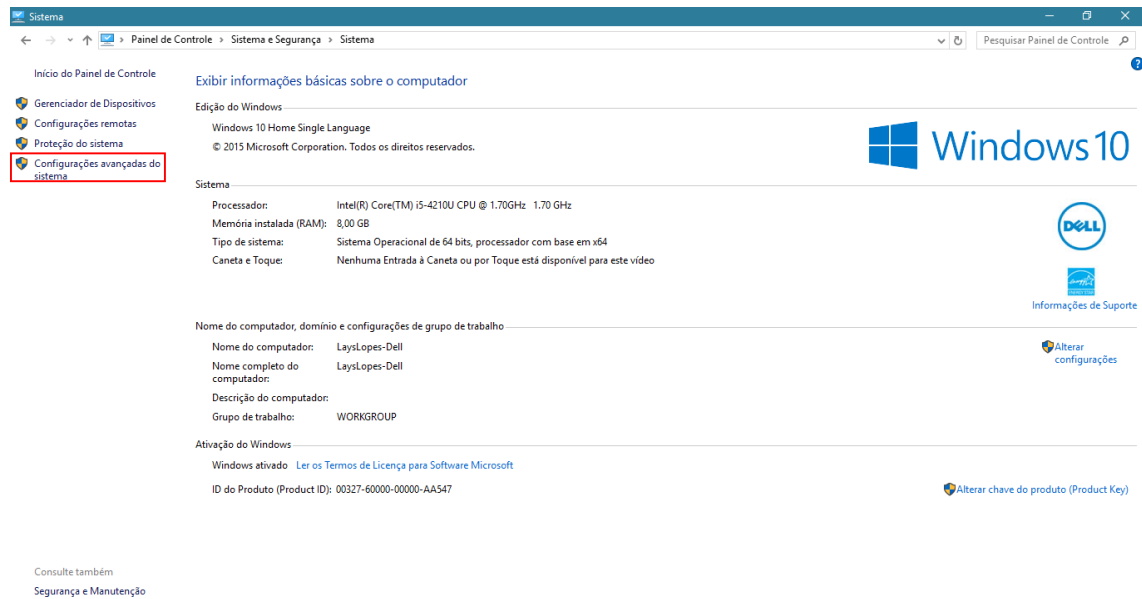 Sistema
Painel de Controle > Sistema e Segurança > Sistema
Pesquisar Painel de Controle
Início do Painel de Controle
Gerenciador de Dispositivos
Configurações remotas
Proteção do sistema
Configurações avançadas do
sistema
Exibir informações básicas sobre o computador
Edição do Windows
Windows 10 Home Single Language
© 2015 Microsoft Corporation. Todos os direitos reservados.
Windows 10
Sistema
Processador: Intel(R) Core(TM) i5-4210U CPU @ 1.70GHz 1.70 GHz
Memória instalada (RAM): 8,00 GB
Tipo de sistema: Sistema Operacional de 64 bits, processador com base em x64
Caneta e Toque: Nenhuma Entrada à Caneta ou por Toque está disponível para este vídeo
DELL
Informações de Suporte
Nome do computador, domínio e configurações de grupo de trabalho
Nome do computador: LaysLopes-Dell
Nome completo do
computador: LaysLopes-Dell
Descrição do computador:
Grupo de trabalho: WORKGROUP
Alterar
configurações
Ativação do Windows
Windows ativado Ler os Termos de Licença para Software Microsoft
ID do Produto (Product ID): 00327-60000-00000-AA547
Alterar chave do produto (Product Key)
Consulte também
Segurança e Manutenção